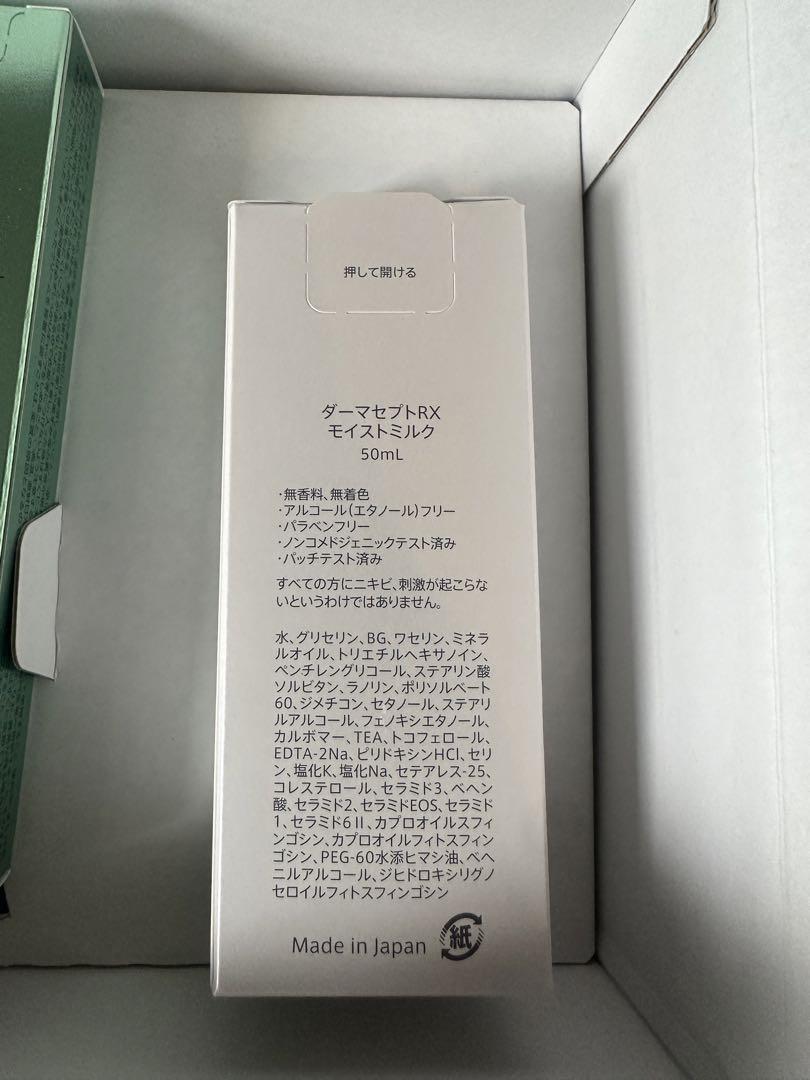 押して開ける
ダーマセプトRX
モイストミルク
50mL
・無香料、無着色
・アルコール(エタノール)フリー
・パラベンフリー
・ノンコメドジェニックテスト済み
・パッチテスト済み
すべての方にニキビ、刺激が起こらな
いというわけではありません。
水、グリセリン、BG、ワセリン、ミネラ
ルオイル、トリエチルヘキサノイン、
ペンチレングリコール、ステアリン酸
ソルビタン、ラノリン、ポリソルベート
60、ジメチコン、セタノール、ステアリ
ルアルコール、フェノキシエタノール、
カルボマー、TEA、トコフェロール、
EDTA-2Na、ピリドキシンHCl、セリ
ン、塩化K、塩化Na、セテアレス-25、
コレステロール、セラミド3、ベヘン
酸、セラミド2、セラミドEOS、セラミド
1、セラミド6Ⅱ、カプロオイルスフィ
ンゴシン、カプロオイルフィトスフィン
ゴシン、PEG-60水添ヒマシ油、ベヘ
ニルアルコール、ジヒドロキシリグノ
セロイルフィトスフィンゴシン
Made in Japan
紙